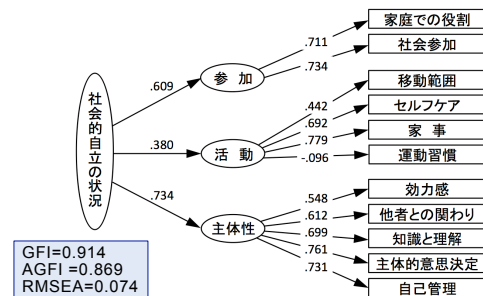 社会的自立の状況
.609
.380
.734
参 加
活 動
主体性
.711
.734
.442
.692
.779
-.096
.548
.612
.699
.761
.731
家庭での役割
社会参加
移動範囲
セルフケア
家 事
運動習慣
効力感
他者との関わり
知識と理解
主体的意思決定
自己管理
GFI=0.914
AGFI =0.869
RMSEA=0.074